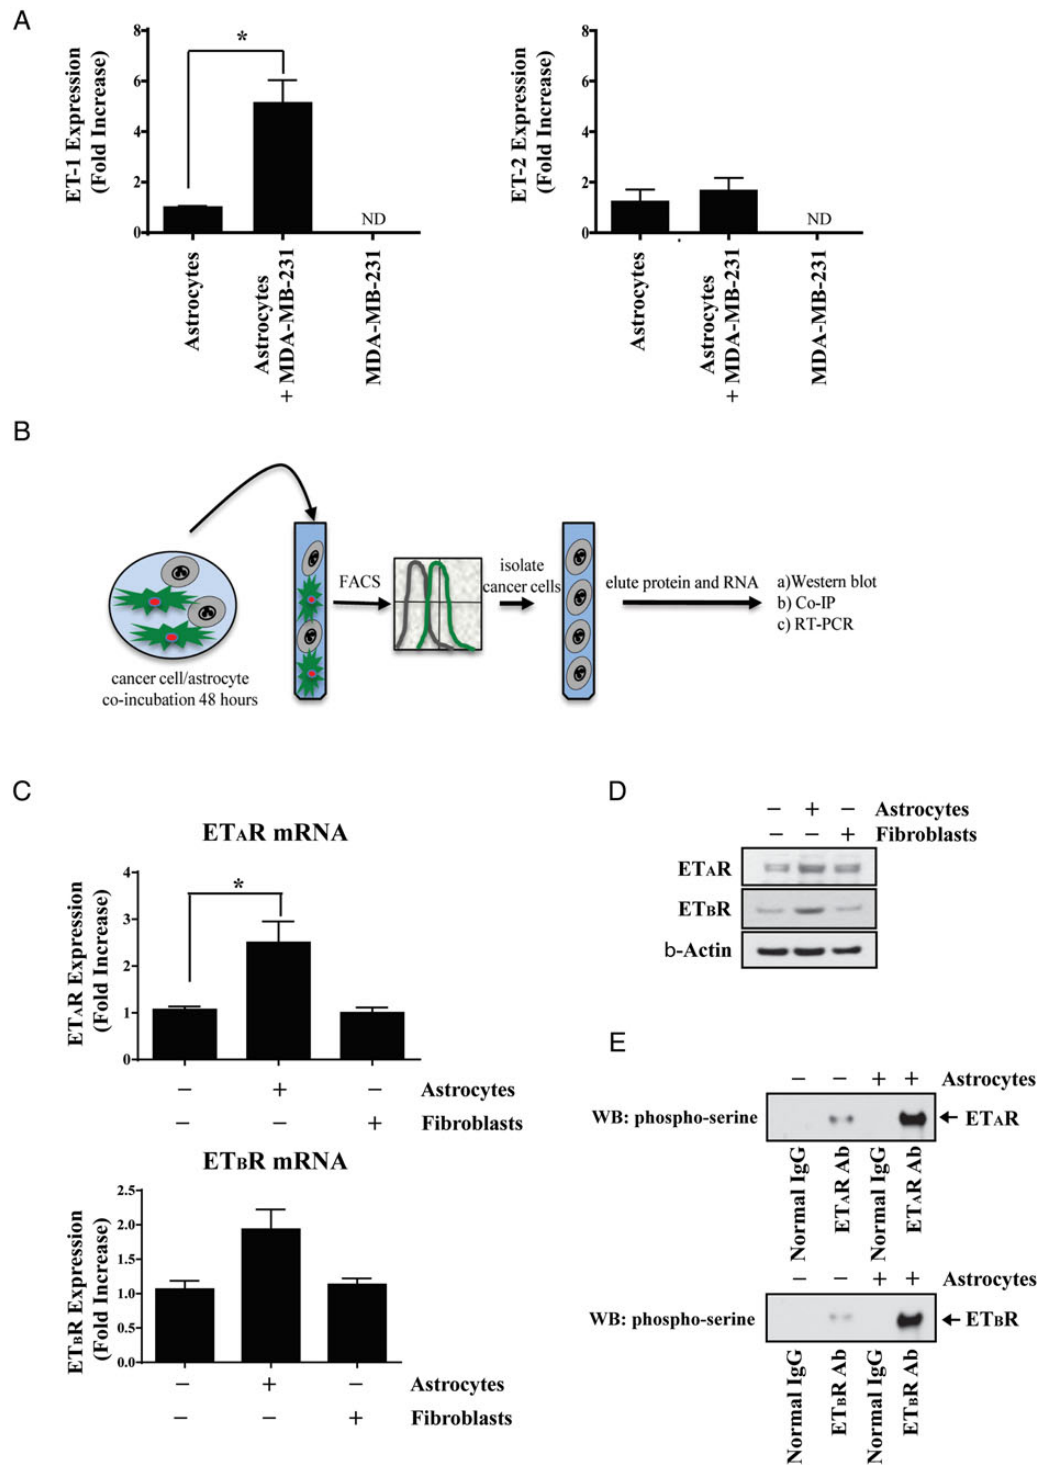 A
ET-1 Expression
(Fold Increase)
8
6
4
2
0
*
ND
Astrocytes
Astrocytes
+ MDA-MB-231
MDA-MB-231
ET-2 Expression
(Fold Increase)
8
6
4
2
0
ND
Astrocytes
Astrocytes
+ MDA-MB-231
MDA-MB-231
B
cancer cell/astrocyte
co-incubation 48 hours
FACS
isolate
cancer cells
elute protein and RNA
a)Western blot
b) Co-IP
c) RT-PCR
C
ETAR mRNA
ETAR Expression
(Fold Increase)
4
3
2
1
0
*
− + − Astrocytes
− − + Fibroblasts
ETBR mRNA
ETBR Expression
(Fold Increase)
2.5
2.0
1.5
1.0
0.5
0.0
− + − Astrocytes
− − + Fibroblasts
D
− + − Astrocytes
− − + Fibroblasts
ETAR
ETBR
b-Actin
E
− − + + Astrocytes
WB: phospho-serine
ETAR
Normal IgG
ETAR Ab
Normal IgG
ETAR Ab
− − + + Astrocytes
WB: phospho-serine
ETBR
Normal IgG
ETBR Ab
Normal IgG
ETBR Ab